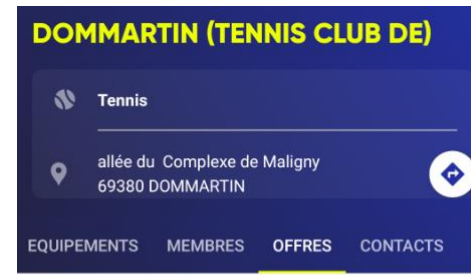 DOMMARTIN (TENNIS CLUB DE)
Tennis
allée du Complexe de Maligny
69380 DOMMARTIN
EQUIPEMENTS MEMBRES OFFRES CONTACTS